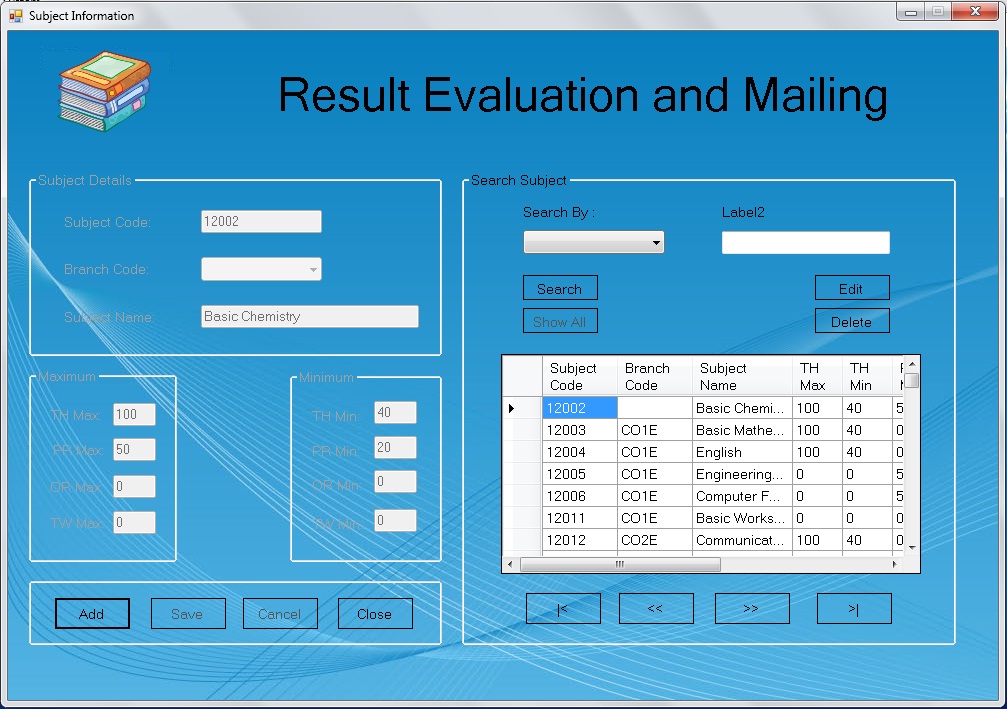 Subject Information
Result Evaluation and Mailing
Subject Details
Subject Code:
12002
Branch Code:
Subject Name:
Basic Chemistry
Maximum
TH Max:
100
PR Max:
50
OR Max:
0
TW Max:
0
Minimum
TH Min:
40
PR Min:
20
OR Min:
0
TW Min:
0
Add
Save
Cancel
Close
Search Subject
Search By :
Label2
Search
Edit
Show All
Delete
Subject Code Branch Code Subject Name TH Max TH Min
12002 Basic Chemi... 100 40 5
12003 CO1E Basic Mathe... 100 40 0
12004 CO1E English 100 40 0
12005 CO1E Engineering... 0 0 5
12006 CO1E Computer F... 0 0 5
12011 CO1E Basic Works... 0 0 0
12012 CO2E Communicat... 100 40 0
|<
<<
>>
>|